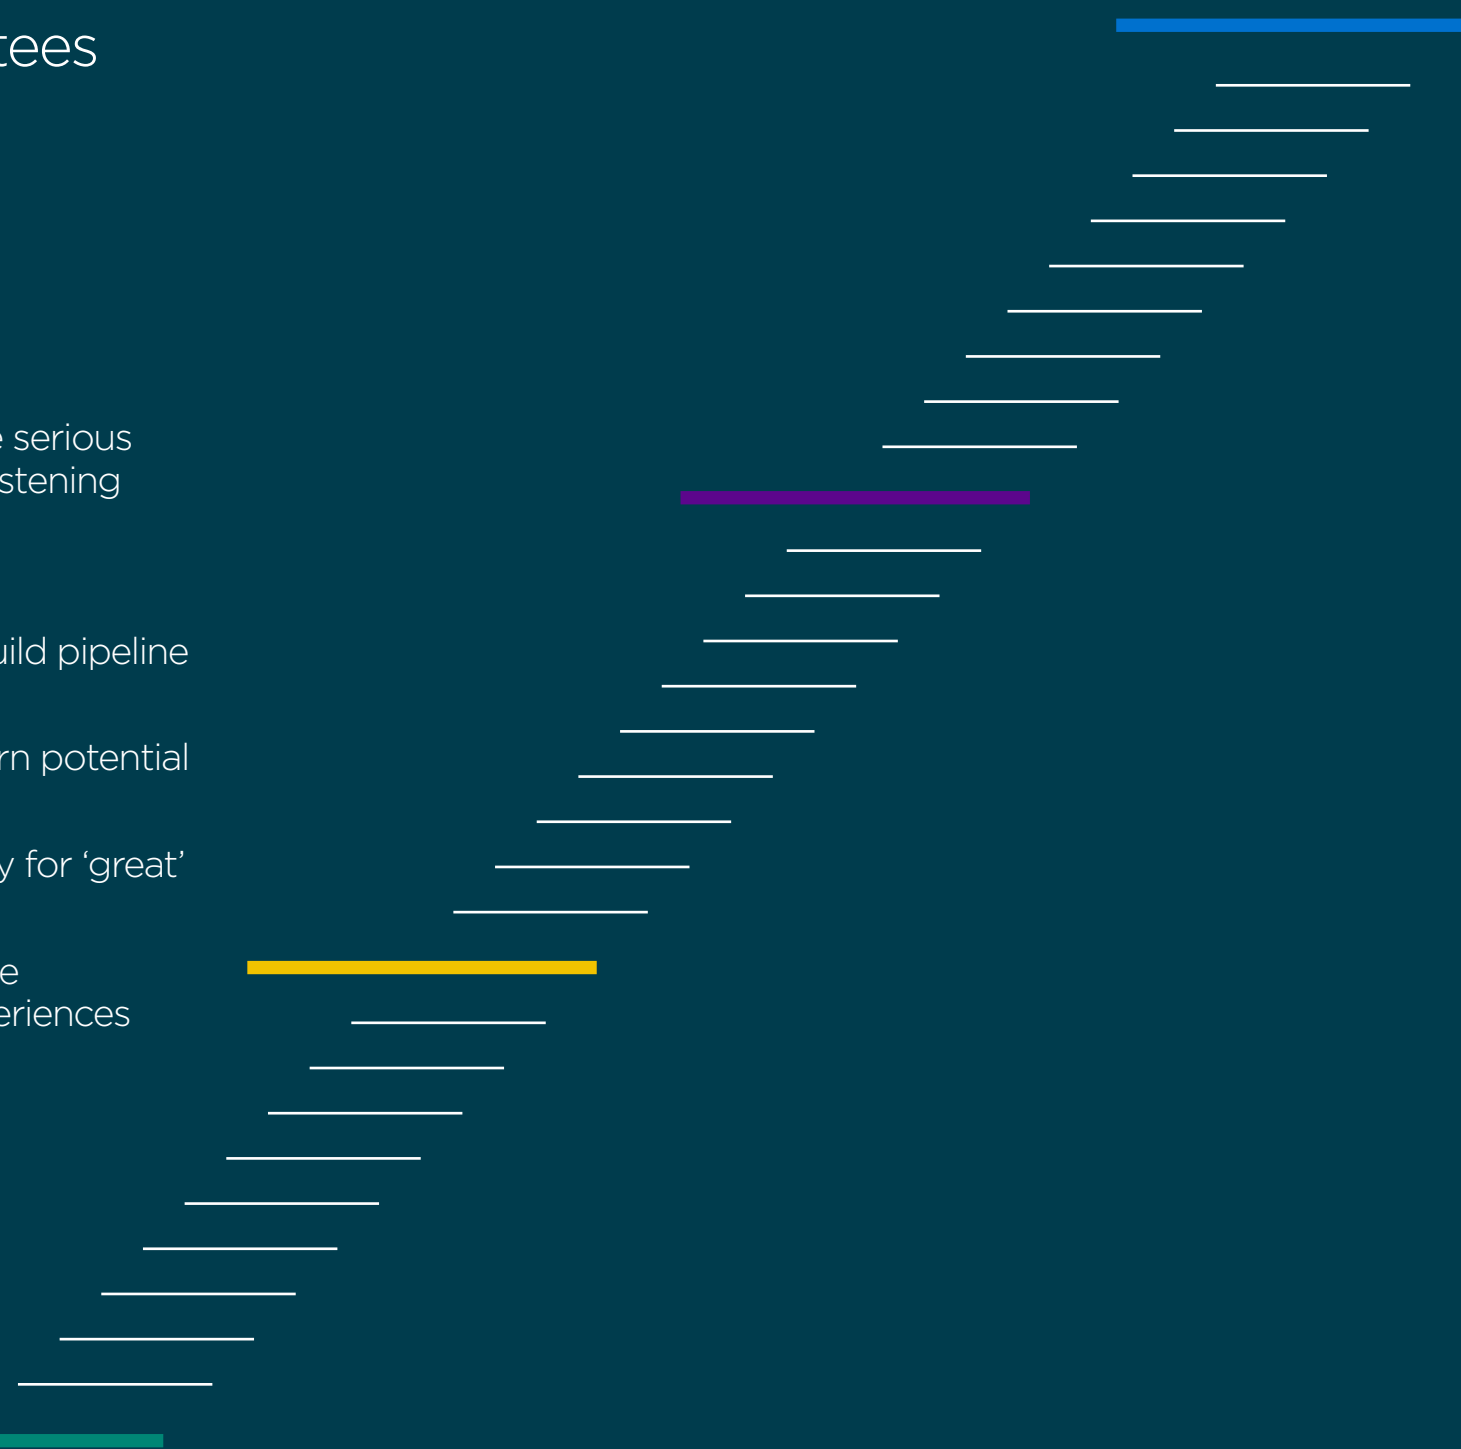 tees
serious
stening
uild pipeline
rn potential
y for ‘great’
e
eriences